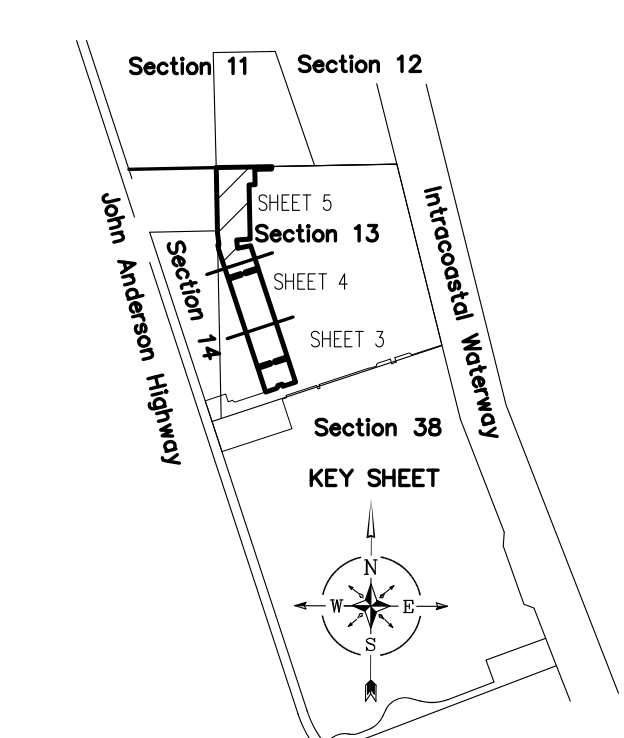 Section 11
Section 12
SHEET 5
Section 13
John Anderson Highway
Section 14
SHEET 4
Intracoastal Waterway
SHEET 3
Section 38
KEY SHEET
N
W
E
S